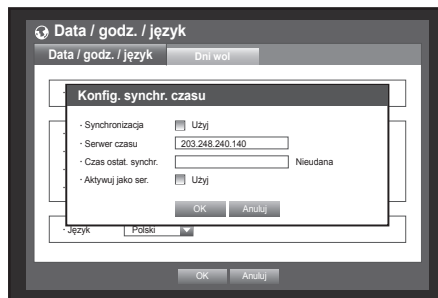 Data / godz. / język
Data / godz. / język Dni wol
Konfig. synchr. czasu
· Synchronizacja Użyj
· Serwer czasu 203.248.240.140
· Czas ostat. synchr. Nieudana
· Aktywuj jako ser. Użyj
OK Anuluj
· Język Polski
OK Anuluj